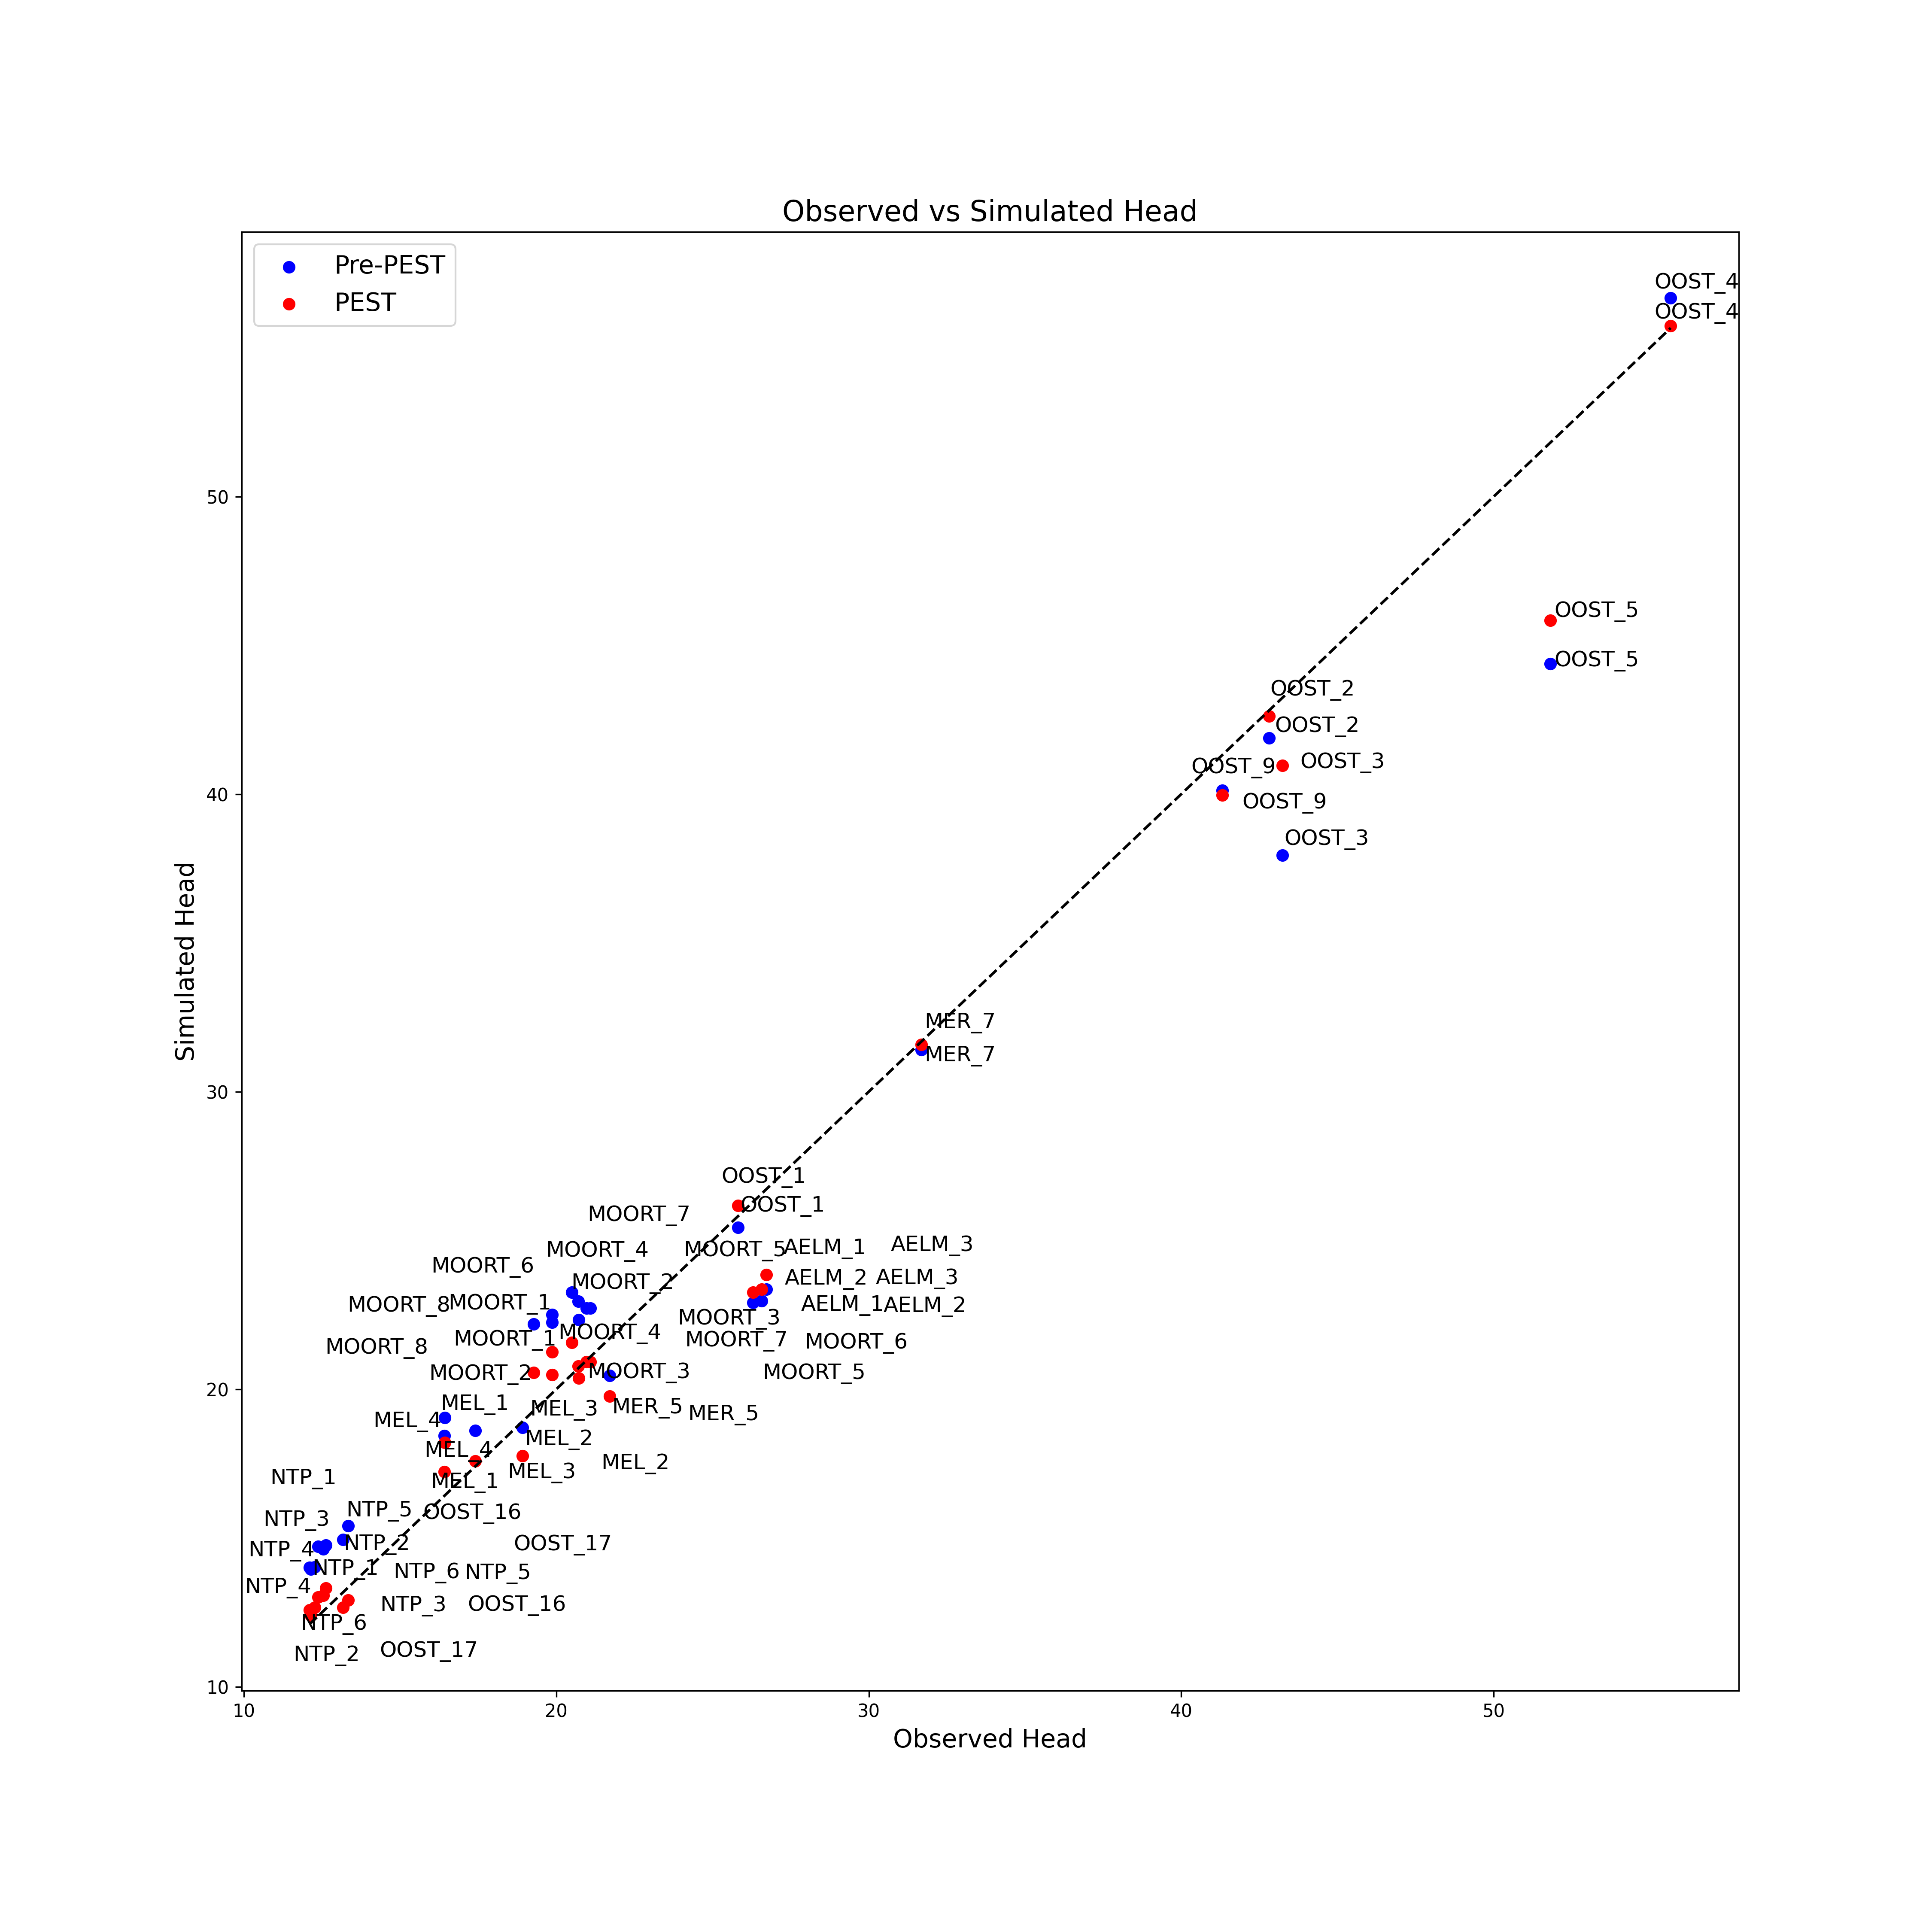 Observed vs Simulated Head
Pre-PEST
PEST
OOST_4
OOST_4
50
OOST_5
OOST_5
OOST_2
OOST_2
OOST_3
OOST_9
40
OOST_9
OOST_3
Simulated Head
MER_7
MER_7
30
OOST_1
OOST_1
MOORT_7
AELM_3
AELM_1
MOORT_5
MOORT_4
MOORT_6
AELM_3
AELM_2
MOORT_2
MOORT_1
AELM_1
MOORT_8
AELM_2
MOORT_3
MOORT_4
MOORT_1
MOORT_7
MOORT_6
MOORT_8
MOORT_3
MOORT_5
MOORT_2
20
MEL_1
MER_5
MEL_3
MER_5
MEL_4
MEL_2
MEL_4
MEL_2
MEL_3
NTP_1
MEL_1
NTP_5
OOST_16
NTP_3
NTP_2
OOST_17
NTP_4
NTP_1
NTP_6
NTP_5
NTP_4
NTP_3
OOST_16
NTP_6
OOST_17
NTP_2
10
10 20 30 40 50
Observed Head